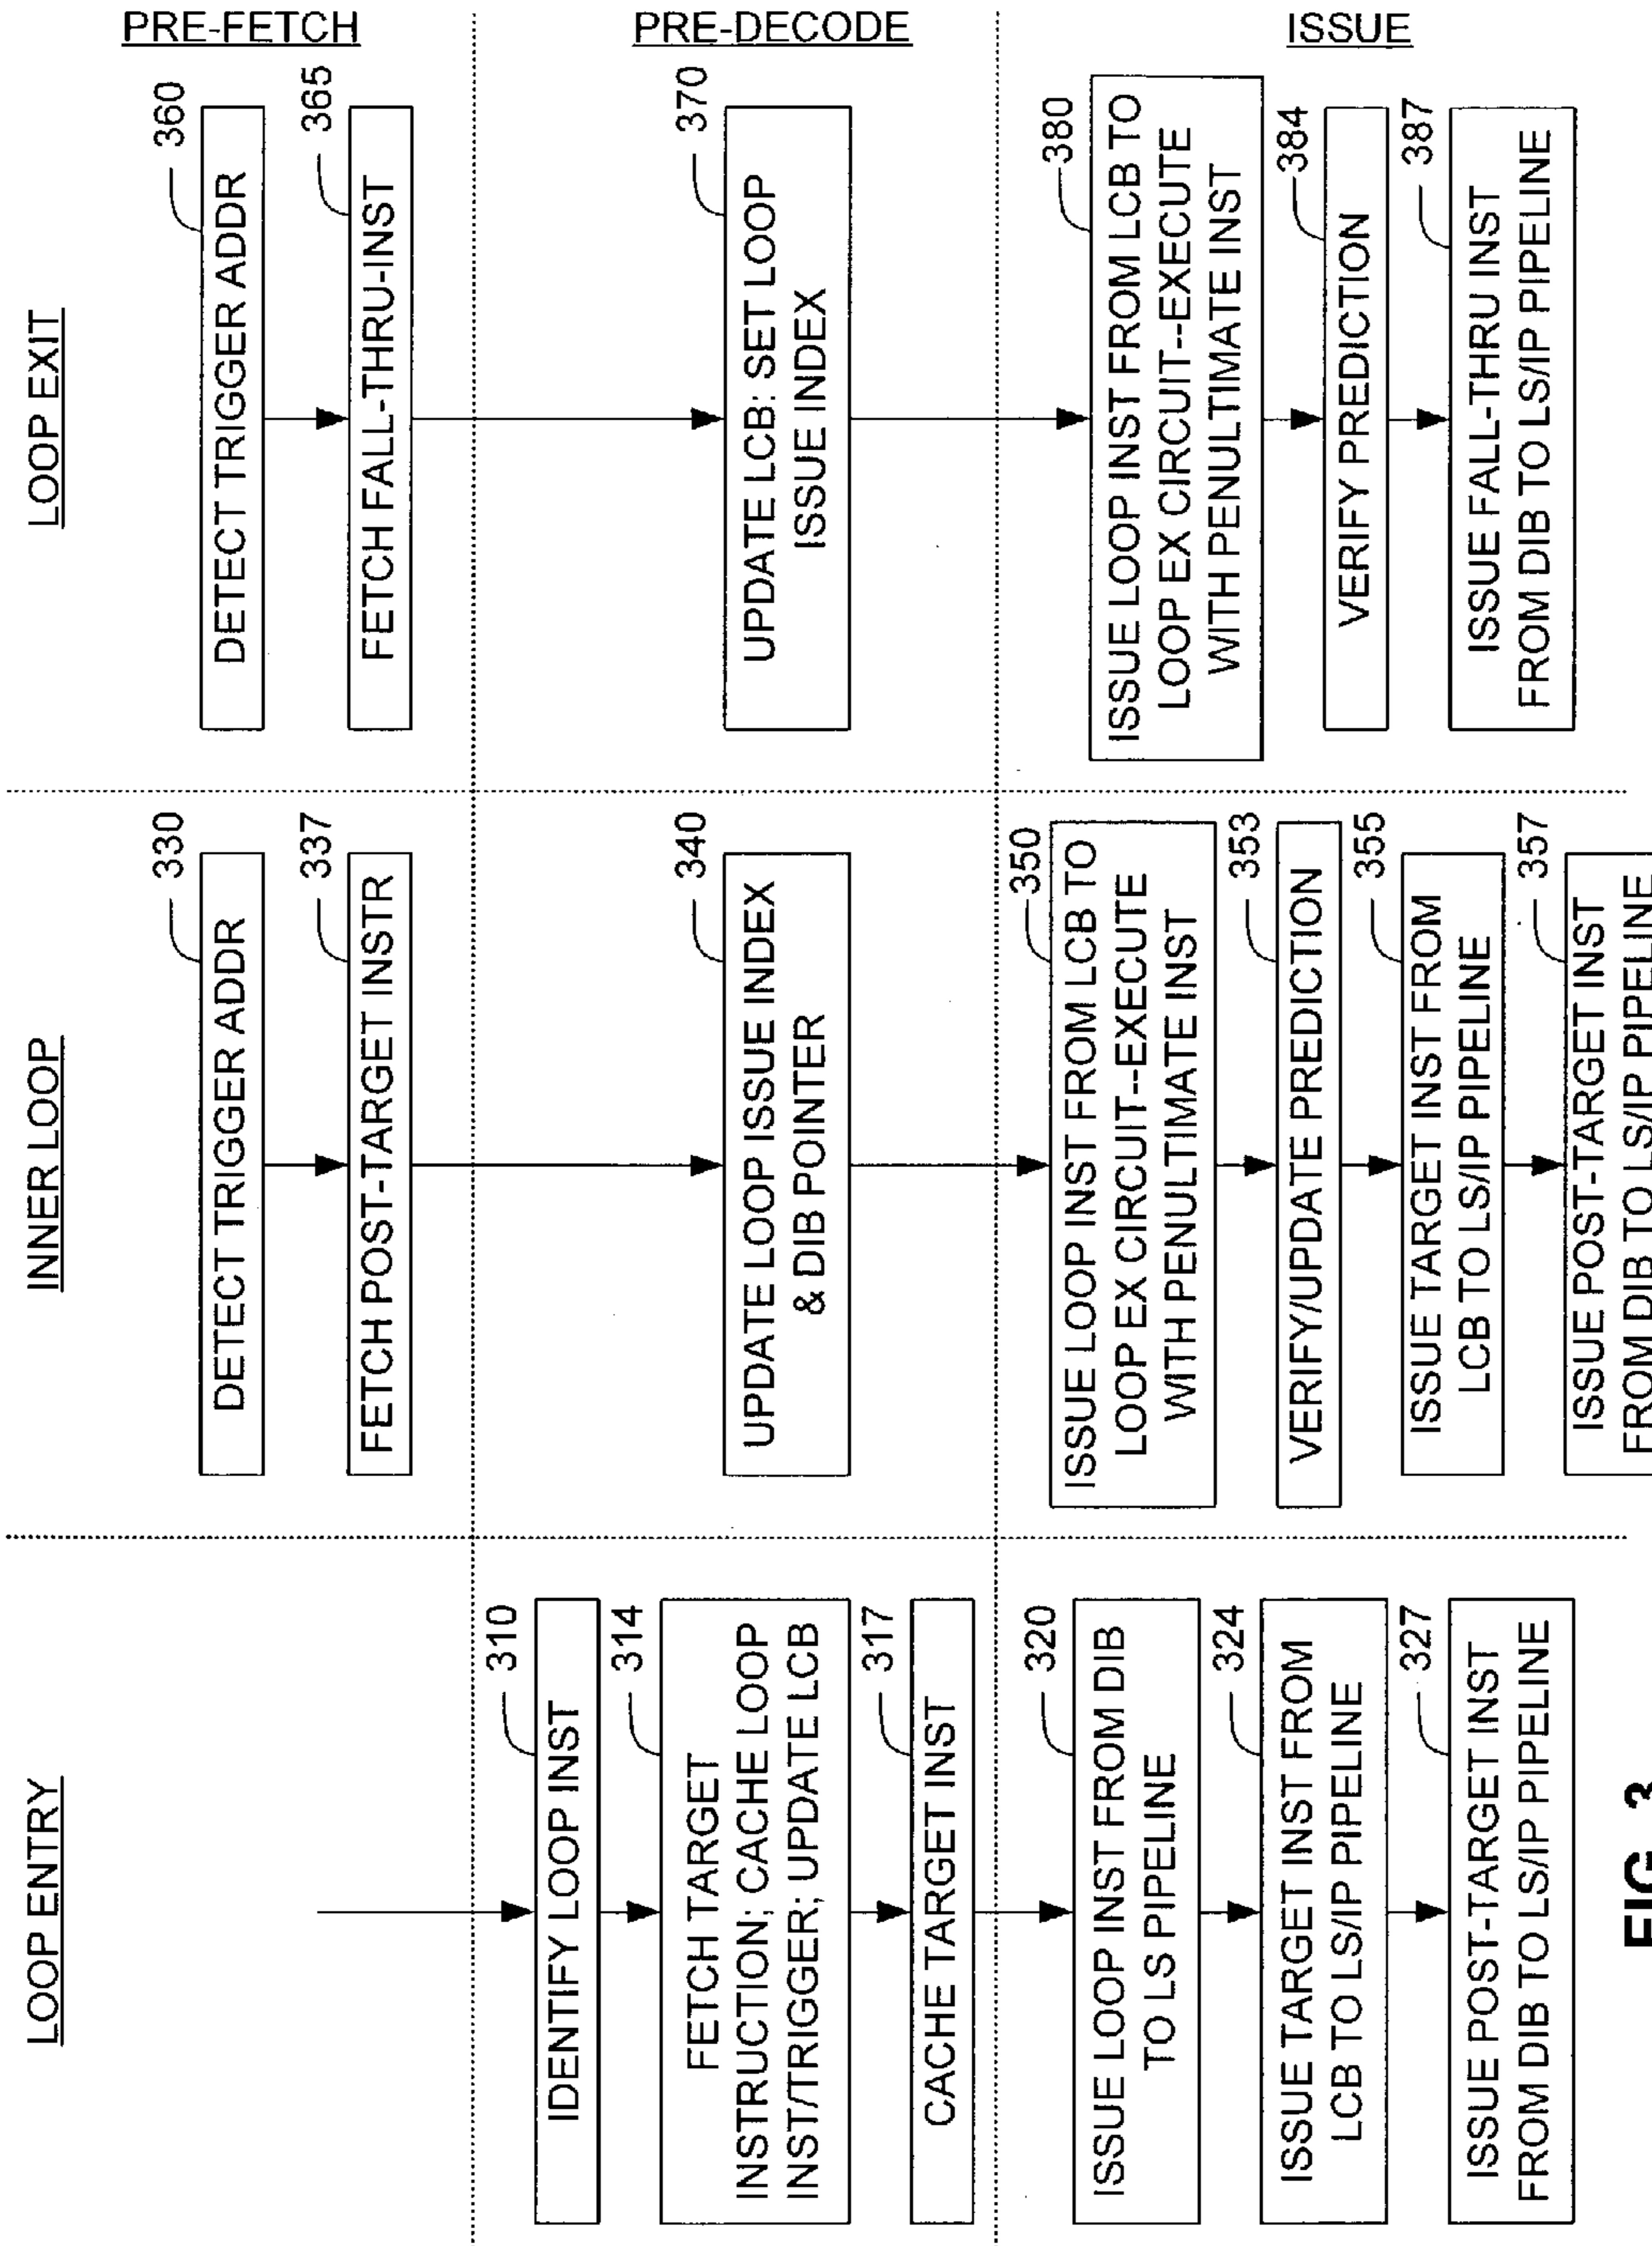 LOOP ENTRY
310
IDENTIFY LOOP INST
314
FETCH TARGET
INSTRUCTION; CACHE LOOP
INST/TRIGGER; UPDATE LCB
317
CACHE TARGET INST
320
ISSUE LOOP INST FROM DIB
TO LS PIPELINE
324
ISSUE TARGET INST FROM
LCB TO LS/IP PIPELINE
327
ISSUE POST-TARGET INST
FROM DIB TO LS/IP PIPELINE
INNER LOOP
330
DETECT TRIGGER ADDR
337
FETCH POST-TARGET INSTR
340
UPDATE LOOP ISSUE INDEX
& DIB POINTER
350
ISSUE LOOP INST FROM LCB TO
LOOP EX CIRCUIT--EXECUTE
WITH PENULTIMATE INST
353
VERIFY/UPDATE PREDICTION
355
ISSUE TARGET INST FROM
LCB TO LS/IP PIPELINE
357
ISSUE POST-TARGET INST
FROM DIB TO LS/IP PIPELINE
LOOP EXIT
360
DETECT TRIGGER ADDR
365
FETCH FALL-THRU-INST
370
UPDATE LCB: SET LOOP
ISSUE INDEX
380
ISSUE LOOP INST FROM LCB TO
LOOP EX CIRCUIT--EXECUTE
WITH PENULTIMATE INST
384
VERIFY PREDICTION
387
ISSUE FALL-THRU INST
FROM DIB TO LS/IP PIPELINE
PRE-FETCH
PRE-DECODE
ISSUE
FIG. 3